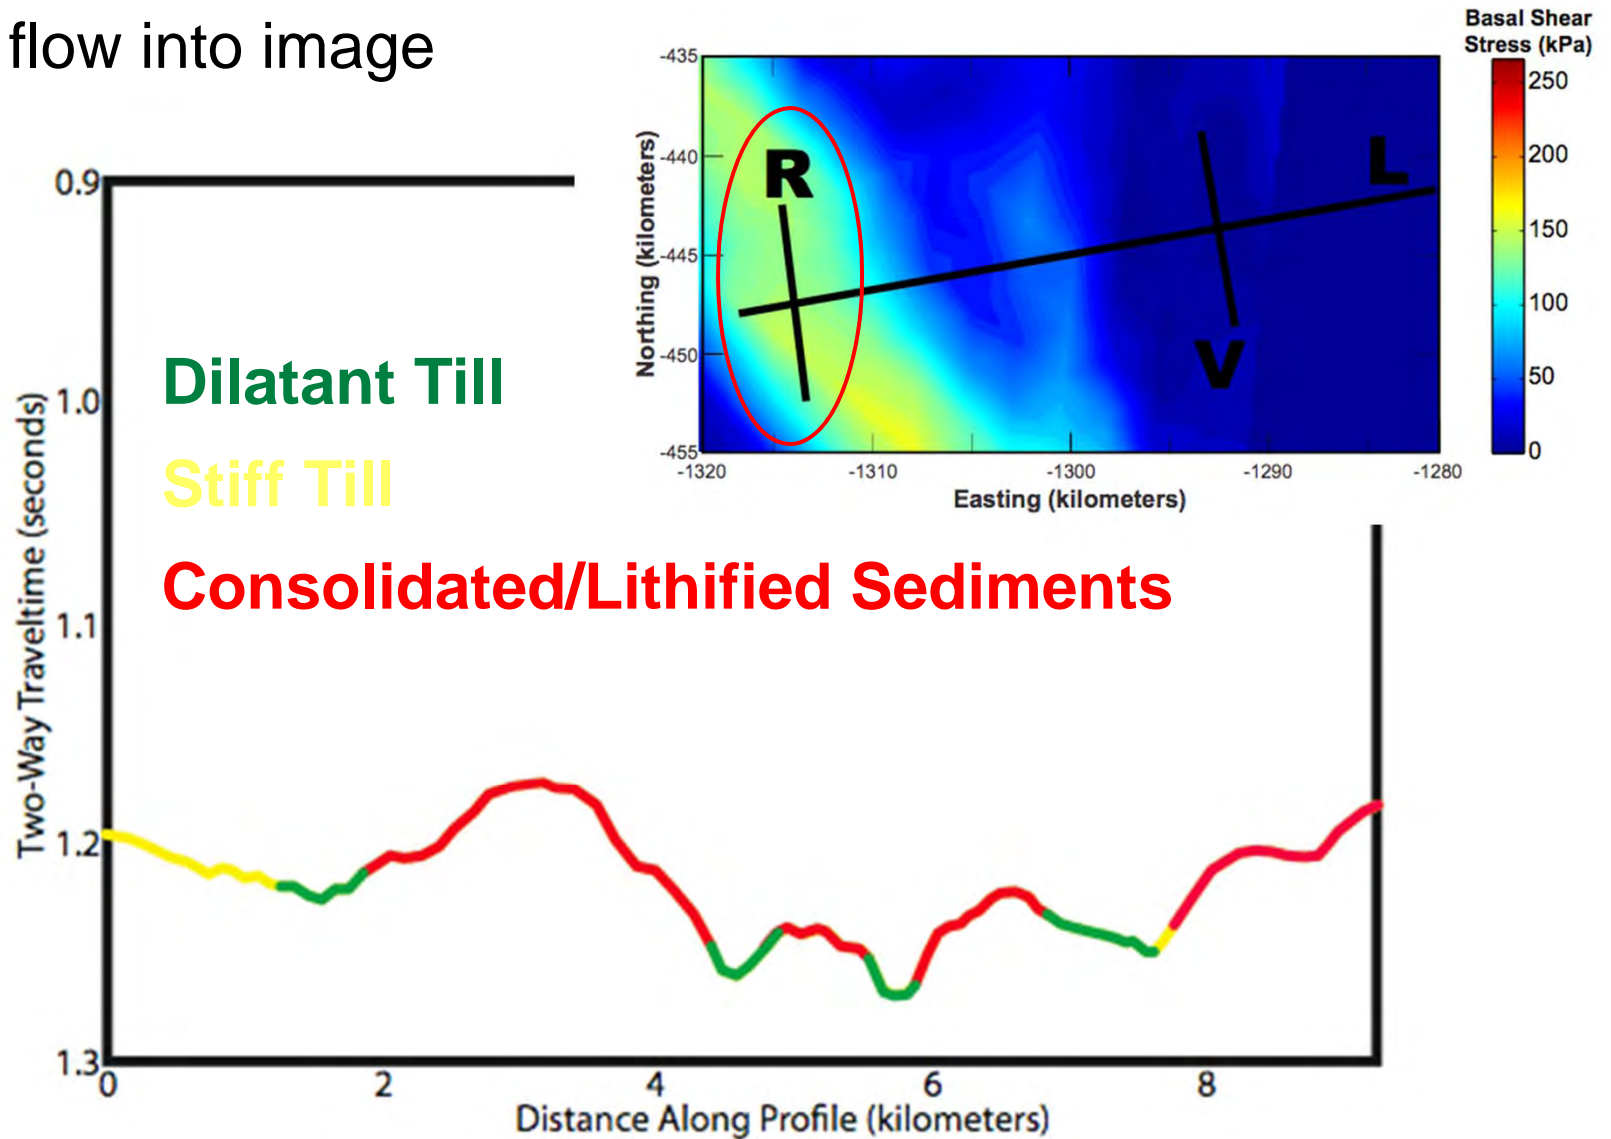 flow into image
Basal Shear
Stress (kPa)
250
200
150
100
50
0
-435
-440
-445
-450
-455
Northing (kilometers)
R
L
V
-1320
-1310
-1300
-1290
-1280
Easting (kilometers)
Dilatant Till
Stiff Till
Consolidated/Lithified Sediments
0.9
1.0
1.1
1.2
1.3
Two-Way Traveltime (seconds)
0
2
4
6
8
Distance Along Profile (kilometers)